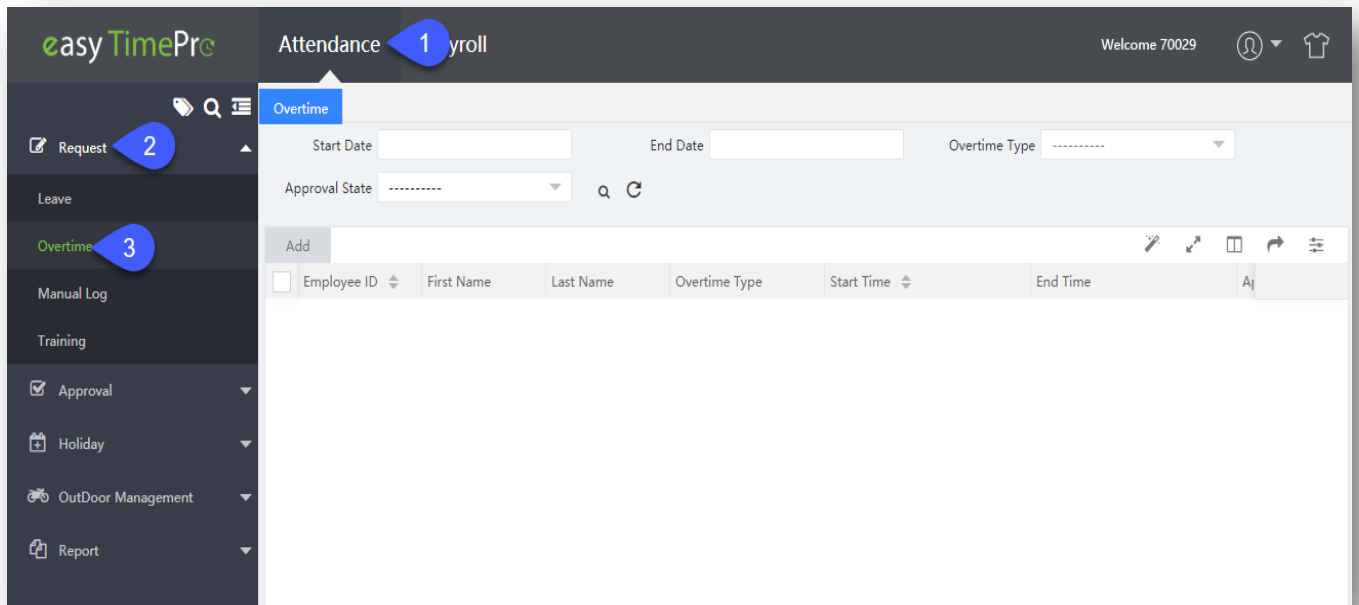 easy TimePro
Attendance 1 yroll
Welcome 70029
Overtime
Request 2
Start Date
End Date
Overtime Type ----------
Approval State ----------
Leave
Overtime 3
Add
Manual Log
Employee ID First Name Last Name Overtime Type Start Time End Time
Training
Approval
Holiday
OutDoor Management
Report